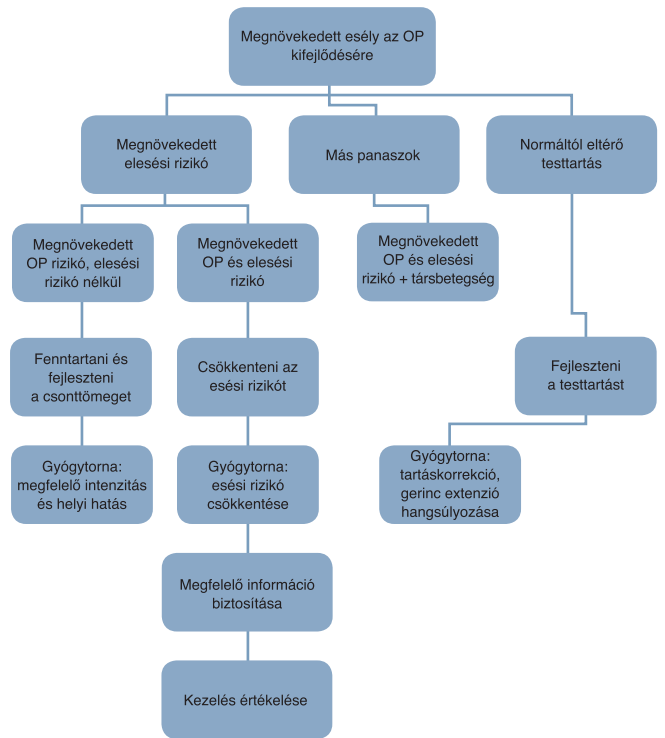 Megnövekedett esély az OP
kifejlődésére
Megnövekedett
elesési rizikó
Más panaszok
Normáltól eltérő
testtartás
Megnövekedett
OP rizikó, elesési
rizikó nélkül
Megnövekedett
OP és elesési
rizikó
Megnövekedett
OP és elesési
rizikó + társbetegség
Fenntartani és
fejleszteni
a csonttömeget
Csökkenteni az
esési rizikót
Fejleszteni
a testtartást
Gyógytorna:
megfelelő intenzitás
és helyi hatás
Gyógytorna:
esési rizikó
csökkentése
Gyógytorna:
tartáskorrekció,
gerinc extenzió
hangsúlyozása
Megfelelő információ
biztosítása
Kezelés értékelése